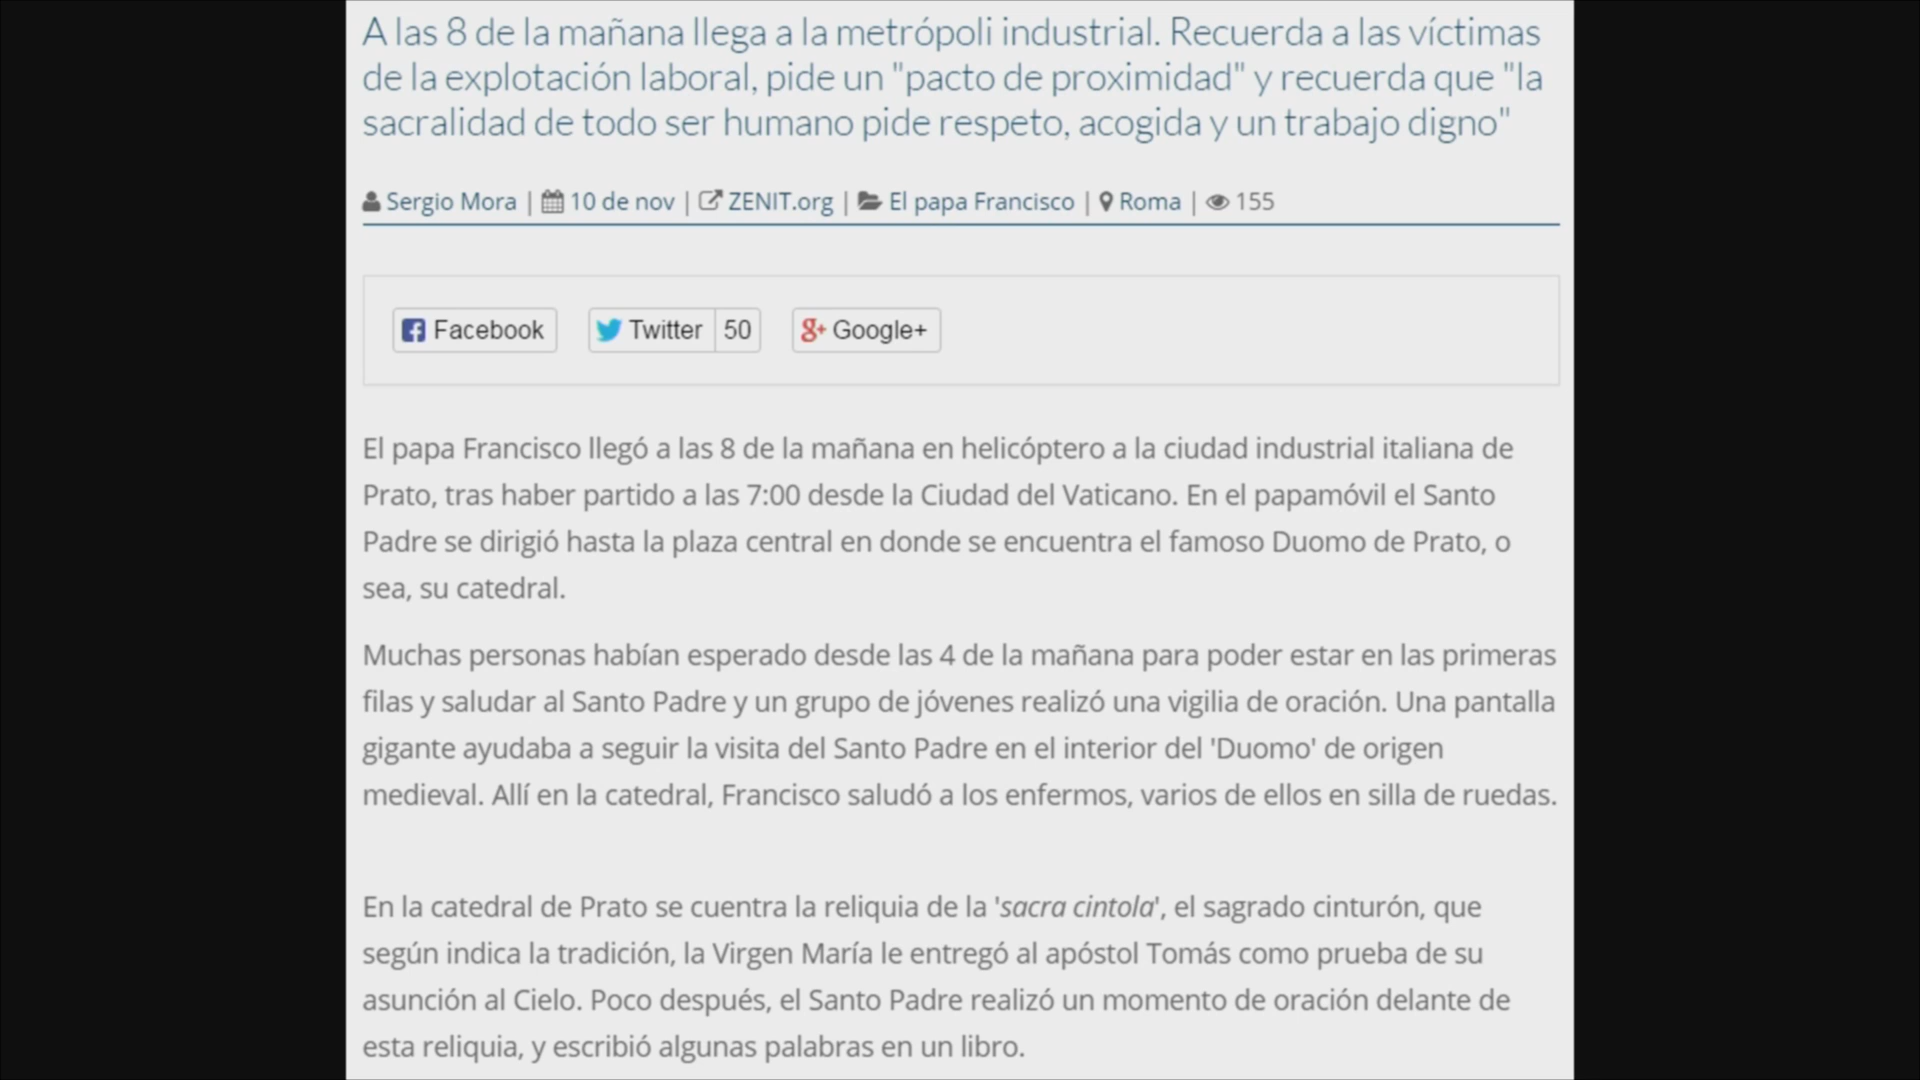 A las 8 de la mañana llega a la metrópoli industrial. Recuerda a las víctimas
de la explotación laboral, pide un "pacto de proximidad" y recuerda que "la
sacralidad de todo ser humano pide respeto, acogida y un trabajo digno"
Sergio Mora | 10 de nov | ZENIT.org | El papa Francisco | Roma | 155
Facebook Twitter 50 Google+
El papa Francisco llegó a las 8 de la mañana en helicóptero a la ciudad industrial italiana de
Prato, tras haber partido a las 7:00 desde la Ciudad del Vaticano. En el papamóvil el Santo
Padre se dirigió hasta la plaza central en donde se encuentra el famoso Duomo de Prato, o
sea, su catedral.
Muchas personas habían esperado desde las 4 de la mañana para poder estar en las primeras
filas y saludar al Santo Padre y un grupo de jóvenes realizó una vigilia de oración. Una pantalla
gigante ayudaba a seguir la visita del Santo Padre en el interior del 'Duomo' de origen
medieval. Allí en la catedral, Francisco saludó a los enfermos, varios de ellos en silla de ruedas.
En la catedral de Prato se cuentra la reliquia de la 'sacra cintola', el sagrado cinturón, que
según indica la tradición, la Virgen María le entregó al apóstol Tomás como prueba de su
asunción al Cielo. Poco después, el Santo Padre realizó un momento de oración delante de
esta reliquia, y escribió algunas palabras en un libro.